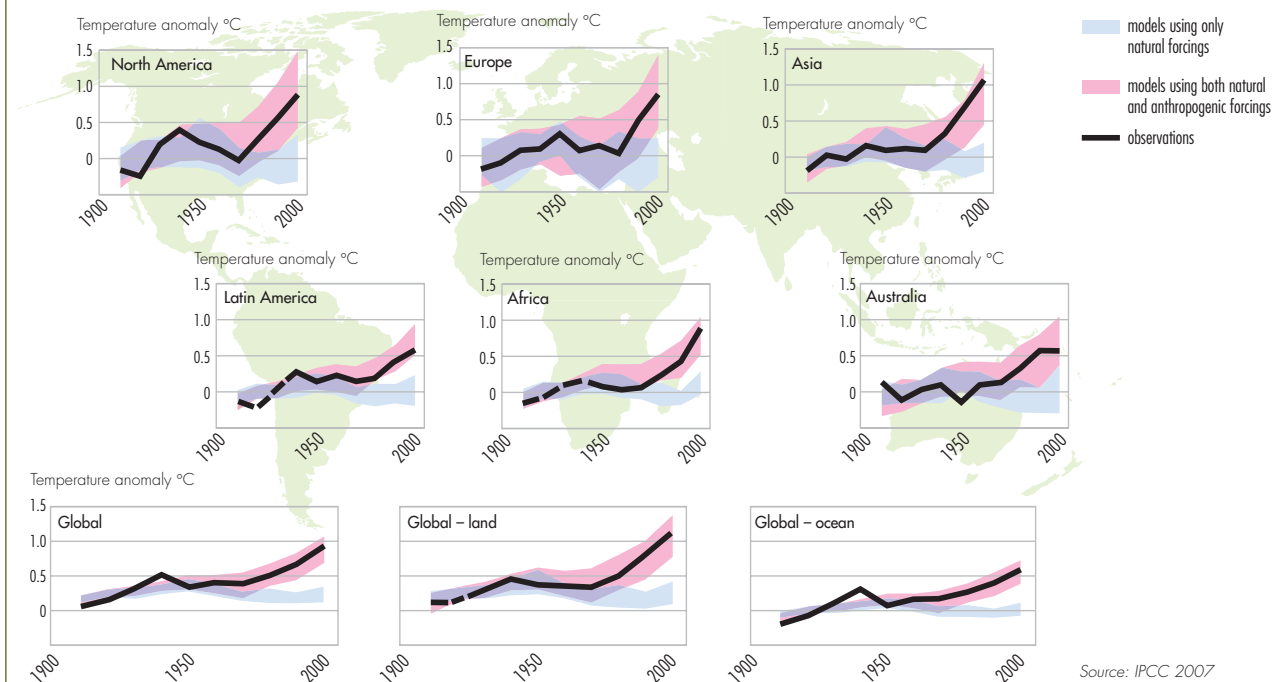 Temperature anomaly °C
1.5
1.0
0.5
0
North America
1900
1950
2000
Temperature anomaly °C
1.5
1.0
0.5
0
Europe
1900
1950
2000
Temperature anomaly °C
1.5
1.0
0.5
0
Asia
1900
1950
2000
models using only
natural forcings
models using both natural
and anthropogenic forcings
observations
Temperature anomaly °C
1.5
1.0
0.5
0
Latin America
1900
1950
2000
Temperature anomaly °C
1.5
1.0
0.5
0
Africa
1900
1950
2000
Temperature anomaly °C
1.5
1.0
0.5
0
Australia
1900
1950
2000
Temperature anomaly °C
1.5
1.0
0.5
0
Global
1900
1950
2000
Global – land
1900
1950
2000
Global – ocean
1900
1950
2000
Source: IPCC 2007